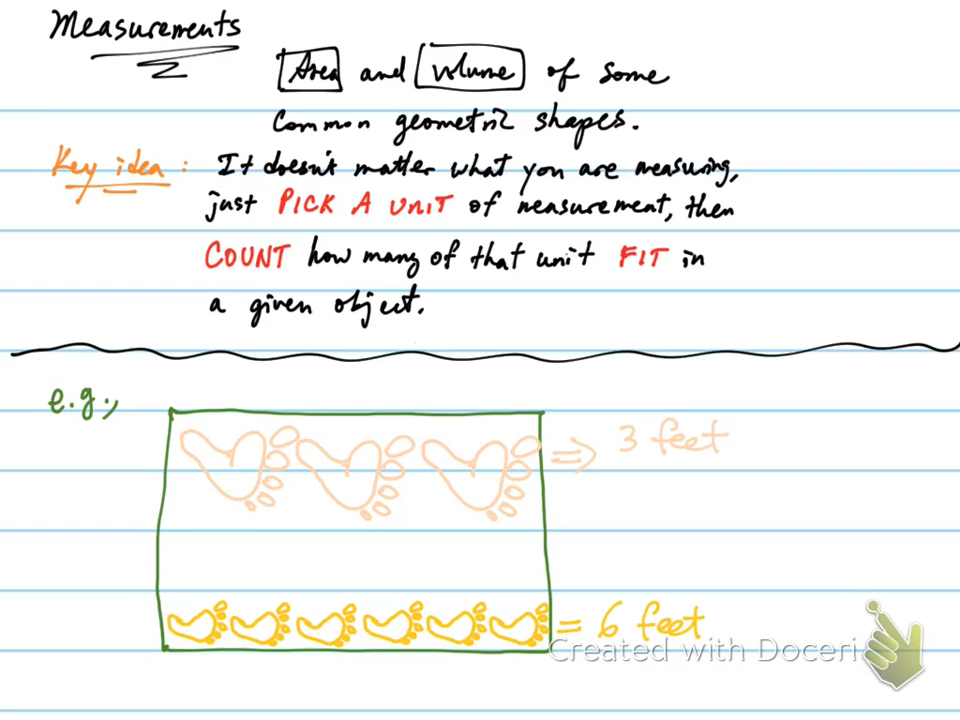 Measurements
Area and volume of some
common geometric shapes.
Key idea : It doesn't matter what you are measuring,
just PICK A UNIT of measurement, then
COUNT how many of that unit FIT in
a given object.
e.g.,
=> 3 feet
= 6 feet
Created with Doceri